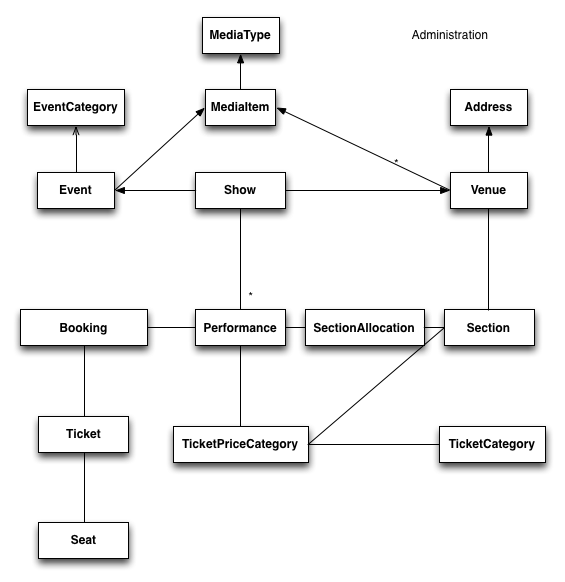 MediaType
Administration
EventCategory
MediaItem
Address
*
Event
Show
Venue
*
Booking
Performance
SectionAllocation
Section
Ticket
TicketPriceCategory
TicketCategory
Seat